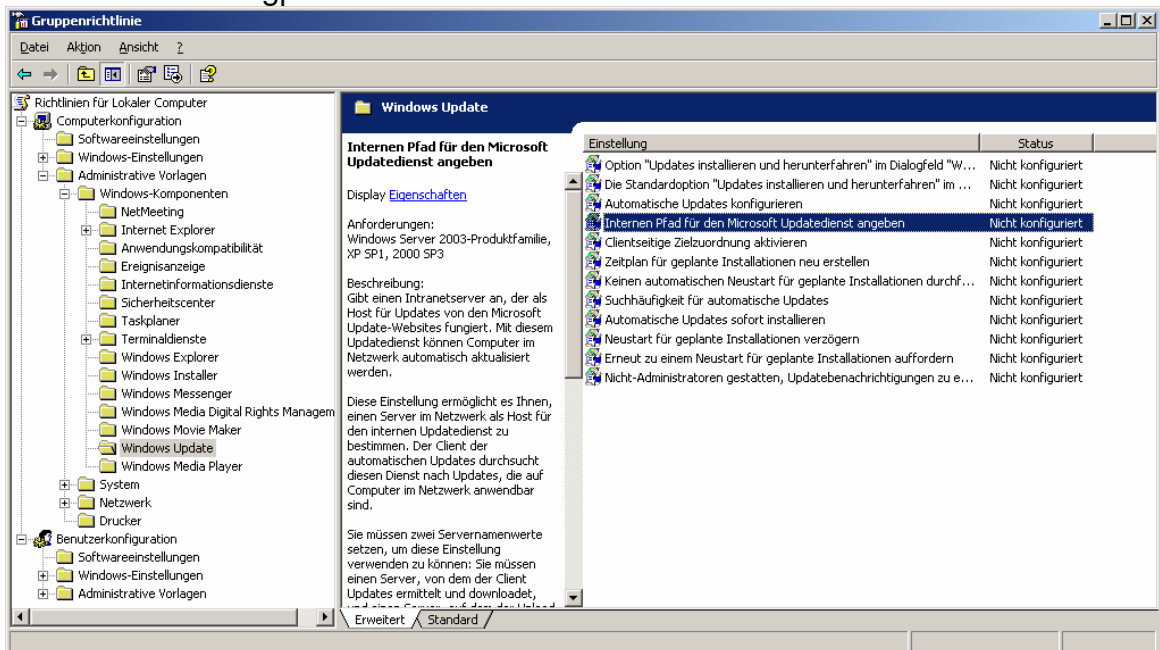 Gruppenrichtlinie
Datei Aktion Ansicht ?
Richtlinien für Lokaler Computer
Computerkonfiguration
Softwareeinstellungen
Windows-Einstellungen
Administrative Vorlagen
Windows-Komponenten
NetMeeting
Internet Explorer
Anwendungskompatibilität
Ereignisanzeige
Internetinformationsdienste
Sicherheitscenter
Taskplaner
Terminaldienste
Windows Explorer
Windows Installer
Windows Messenger
Windows Media Digital Rights Managem
Windows Movie Maker
Windows Update
Windows Media Player
System
Netzwerk
Drucker
Benutzerkonfiguration
Softwareeinstellungen
Windows-Einstellungen
Administrative Vorlagen
Windows Update
Internen Pfad für den Microsoft
Updatedienst angeben
Display Eigenschaften
Anforderungen:
Windows Server 2003-Produktfamilie,
XP SP1, 2000 SP3
Beschreibung:
Gibt einen Intranetserver an, der als
Host für Updates von den Microsoft
Update-Websites fungiert. Mit diesem
Updatedienst können Computer im
Netzwerk automatisch aktualisiert
werden.
Diese Einstellung ermöglicht es Ihnen,
einen Server im Netzwerk als Host für
den internen Updatedienst zu
bestimmen. Der Client der
automatischen Updates durchsucht
diesen Dienst nach Updates, die auf
Computer im Netzwerk anwendbar
sind.
Sie müssen zwei Servernamenwerte
setzen, um diese Einstellung
verwenden zu können: Sie müssen
einen Server, von dem der Client
Updates ermittelt und downloadet,
Einstellung Status
Option "Updates installieren und herunterfahren" im Dialogfeld "W... Nicht konfiguriert
Die Standardoption "Updates installieren und herunterfahren" im ... Nicht konfiguriert
Automatische Updates konfigurieren Nicht konfiguriert
Internen Pfad für den Microsoft Updatedienst angeben Nicht konfiguriert
Clientseitige Zielzuordnung aktivieren Nicht konfiguriert
Zeitplan für geplante Installationen neu erstellen Nicht konfiguriert
Keinen automatischen Neustart für geplante Installationen durchf... Nicht konfiguriert
Suchhäufigkeit für automatische Updates Nicht konfiguriert
Automatische Updates sofort installieren Nicht konfiguriert
Neustart für geplante Installationen verzögern Nicht konfiguriert
Erneut zu einem Neustart für geplante Installationen auffordern Nicht konfiguriert
Nicht-Administratoren gestatten, Updatebenachrichtigungen zu e... Nicht konfiguriert
Erweitert Standard